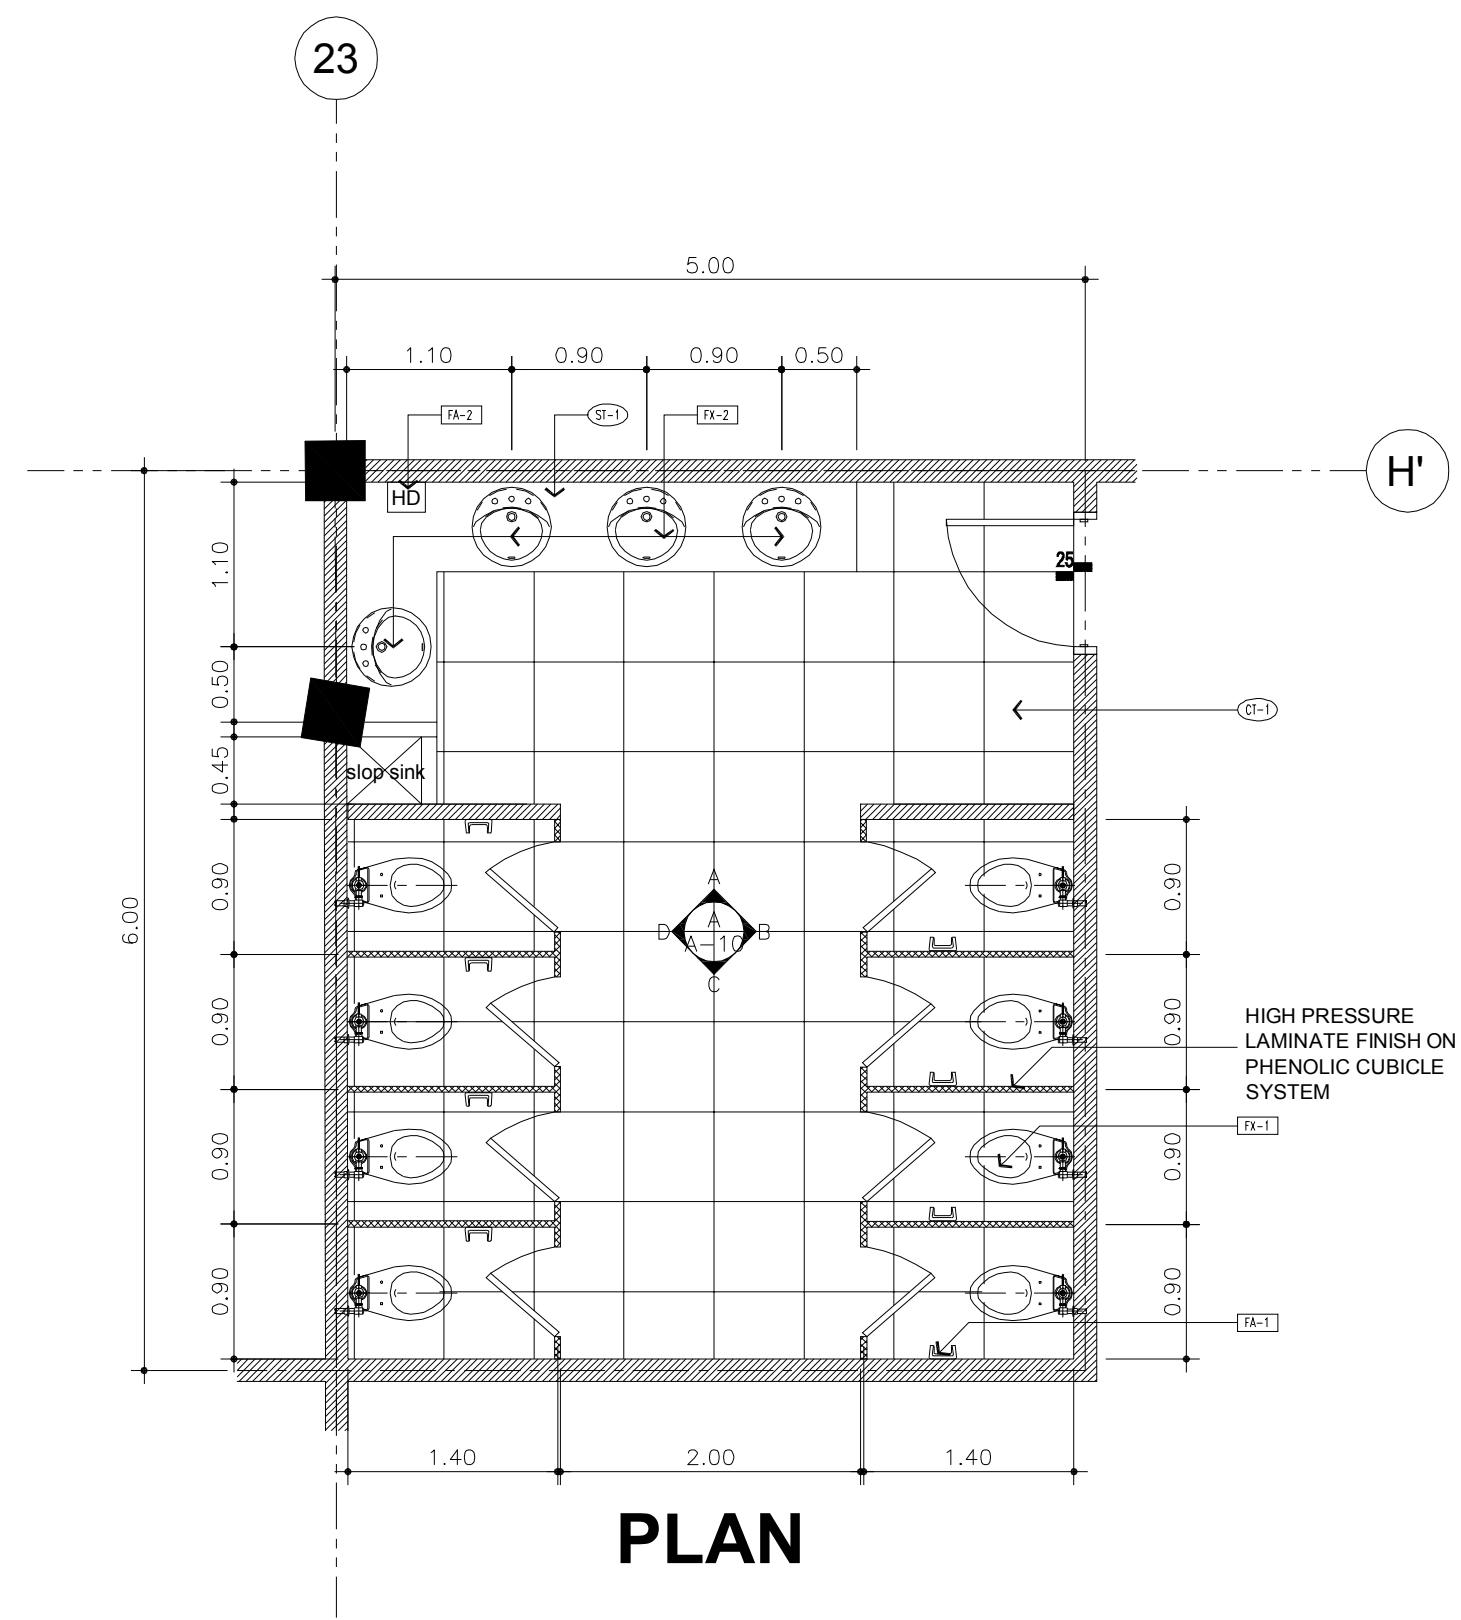 23
5.00
1.10 0.90 0.90 0.50
FA-2 ST-1 FX-2
H'
HD
1.10
25
0.50
CT-1
0.45
slop sink
0.90
0.90
6.00
A
A
D B
A-10
C
0.90
0.90
HIGH PRESSURE
LAMINATE FINISH ON
PHENOLIC CUBICLE
SYSTEM
FX-1
0.90
0.90
0.90
0.90
FA-1
1.40 2.00 1.40
PLAN